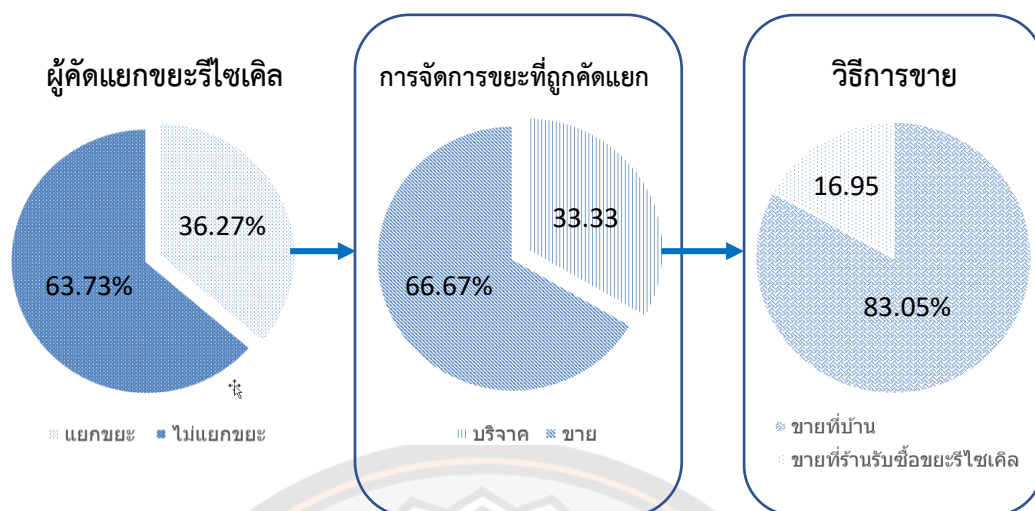 ผู้คัดแยกขยะรีไซเคิล
36.27%
63.73%
แยกขยะ ไม่แยกขยะ
การจัดการขยะที่ถูกคัดแยก
33.33
66.67%
บริจาค ขาย
วิธีการขาย
16.95
83.05%
ขายที่บ้าน
ขายที่ร้านรับซื้อขยะรีไซเคิล